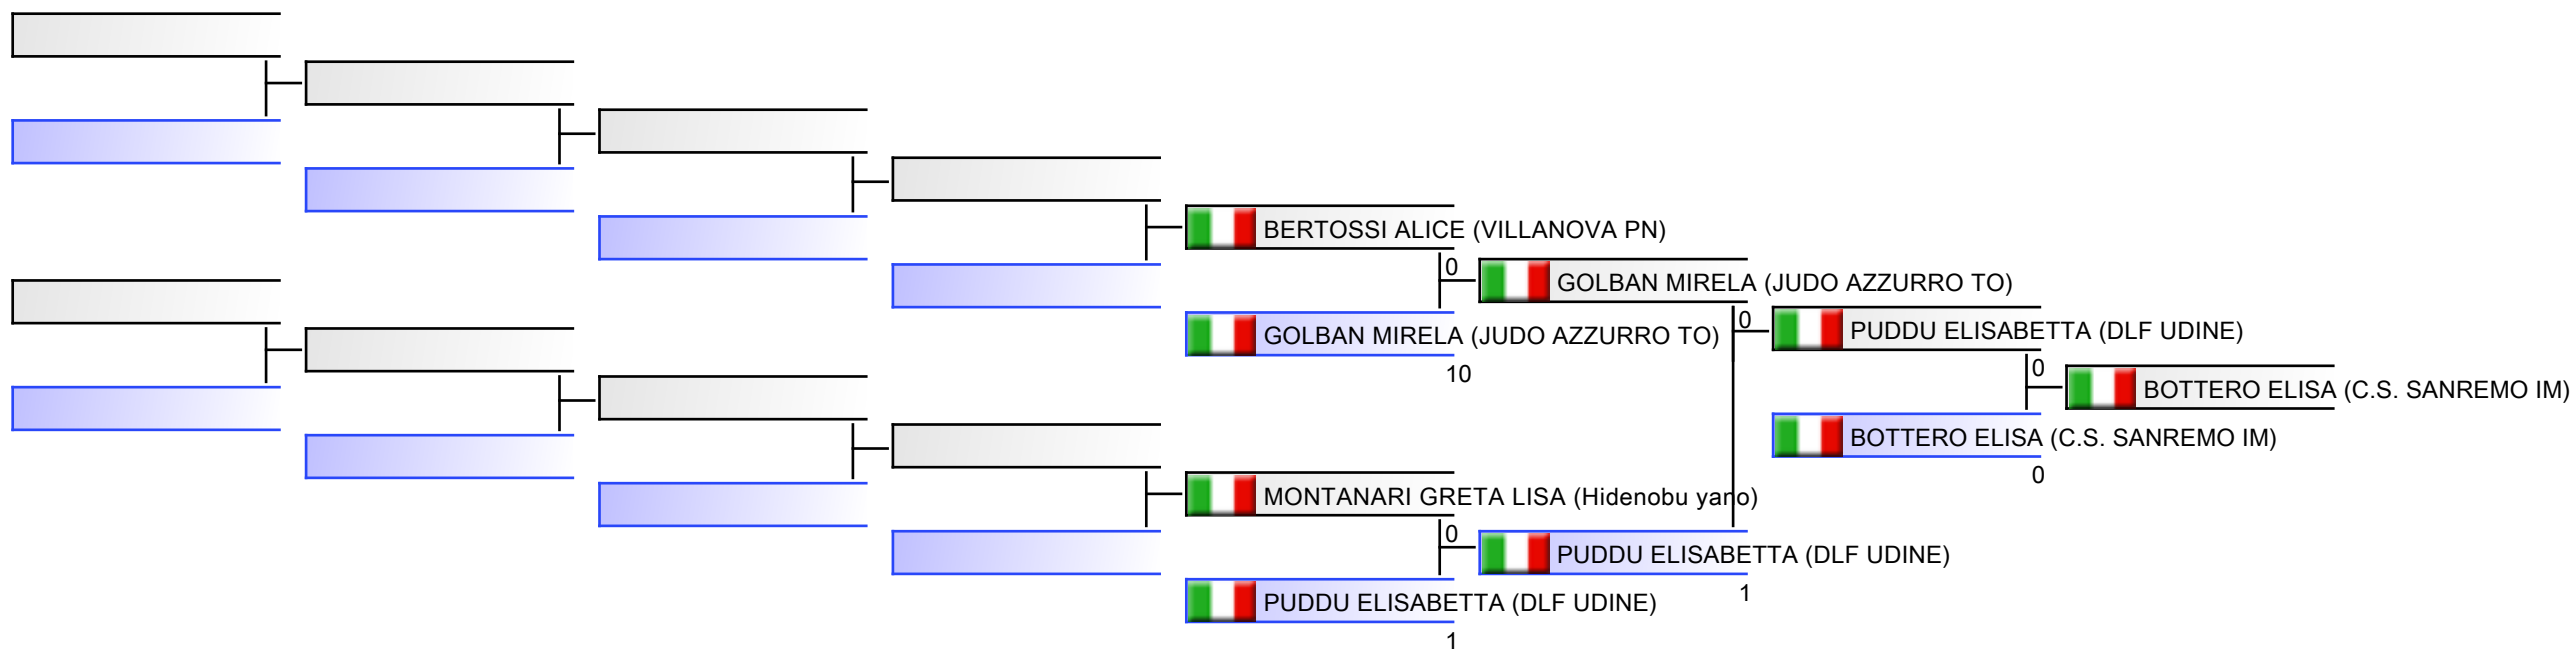 BERTOSSI ALICE (VILLANOVA PN)
0
GOLBAN MIRELA (JUDO AZZURRO TO)
GOLBAN MIRELA (JUDO AZZURRO TO)
10
0
PUDDU ELISABETTA (DLF UDINE)
0
BOTTERO ELISA (C.S. SANREMO IM)
BOTTERO ELISA (C.S. SANREMO IM)
0
MONTANARI GRETA LISA (Hidenobu yano)
0
PUDDU ELISABETTA (DLF UDINE)
1
PUDDU ELISABETTA (DLF UDINE)
1